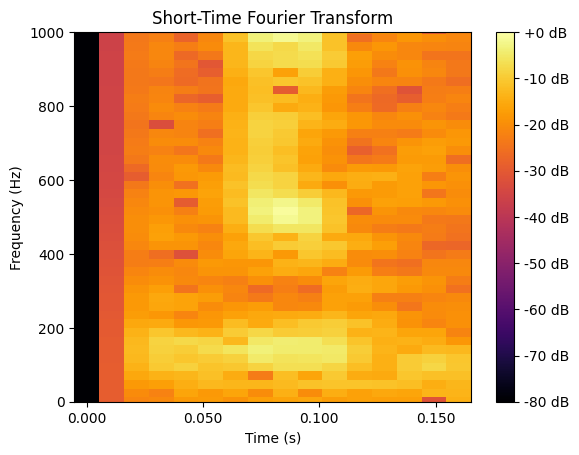 Short-Time Fourier Transform
Frequency (Hz)
1000
800
600
400
200
0
0.000
0.050
0.100
0.150
Time (s)
+0 dB
-10 dB
-20 dB
-30 dB
-40 dB
-50 dB
-60 dB
-70 dB
-80 dB